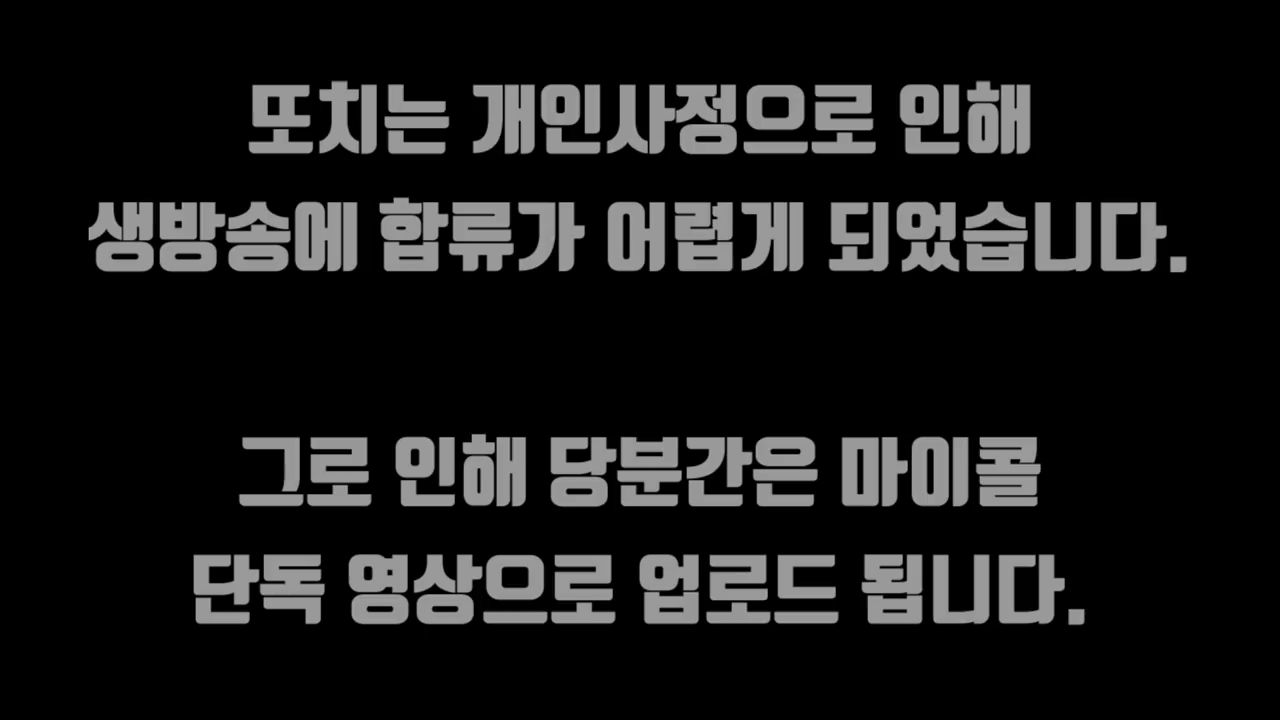 또치는 개인사정으로 인해
생방송에 합류가 어렵게 되었습니다.
그로 인해 당분간은 마이콜
단독 영상으로 업로드 됩니다.